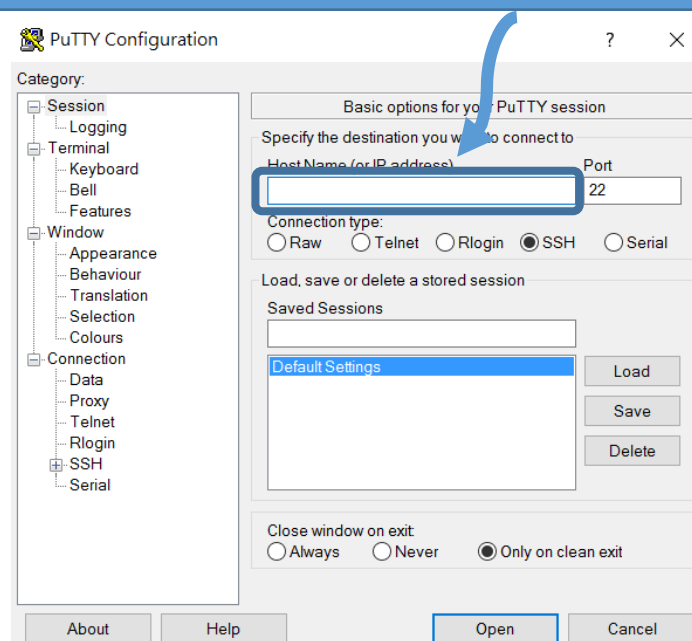 PuTTY Configuration
?
Category:
Session
Logging
Terminal
Keyboard
Bell
Features
Window
Appearance
Behaviour
Translation
Selection
Colours
Connection
Data
Proxy
Telnet
Rlogin
SSH
Serial
Basic options for your PuTTY session
Specify the destination you want to connect to
Host Name (or IP address) Port
22
Connection type:
Raw Telnet Rlogin SSH Serial
Load, save or delete a stored session
Saved Sessions
Default Settings
Load
Save
Delete
Close window on exit:
Always Never Only on clean exit
About Help Open Cancel